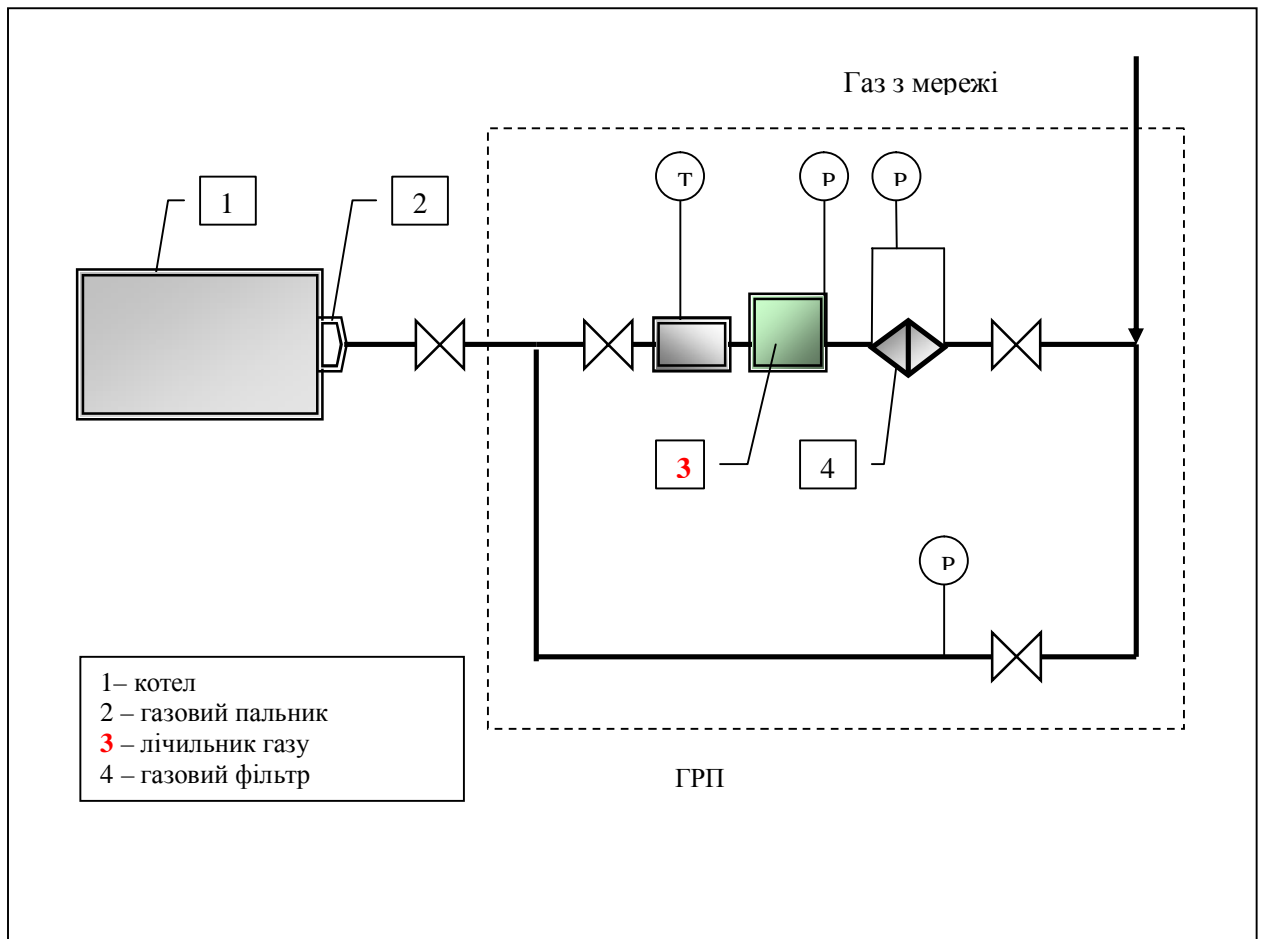 Газ з мережі
Т
Р
Р
1
2
3
4
Р
1– котел
2 – газовий пальник
3 – лічильник газу
4 – газовий фільтр
ГРП